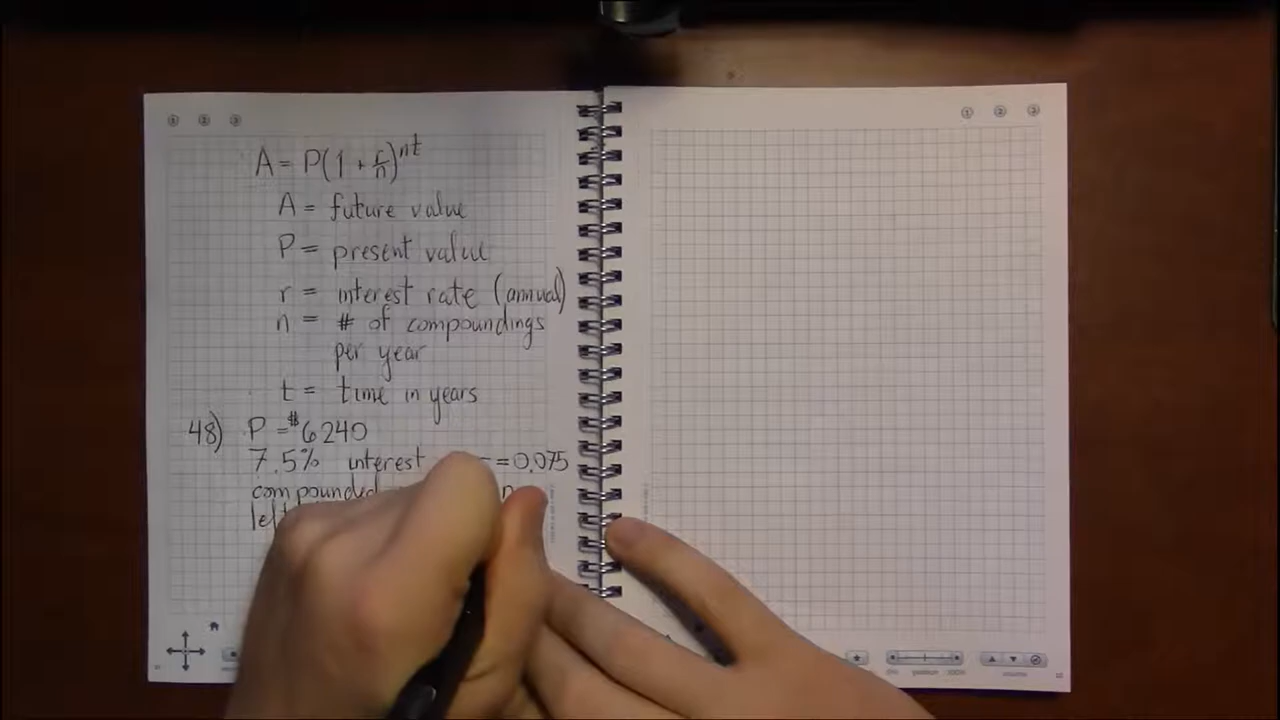 A = P(1 + r/n)^nt
A = future value
P = present value
r = interest rate (annual)
n = # of compoundings
per year
t = time in years
48) P = $6240
7.5% interest = 0.075
compounded n
left